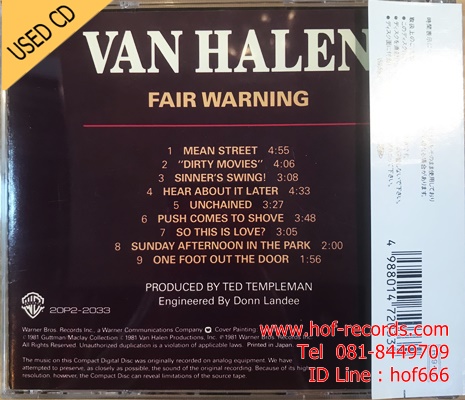 USED CD
VAN HALEN
FAIR WARNING
1 MEAN STREET 4:55
2 "DIRTY MOVIES" 4:06
3 SINNER'S SWING! 3:08
4 HEAR ABOUT IT LATER 4:33
5 UNCHAINED 3:27
6 PUSH COMES TO SHOVE 3:48
7 SO THIS IS LOVE? 3:05
8 SUNDAY AFTERNOON IN THE PARK 2:00
9 ONE FOOT OUT THE DOOR 1:56
PRODUCED BY TED TEMPLEMAN
Engineered By Donn Landee
20P2-2033
Warner Bros. Records Inc., a Warner Communications Company Cover Painting
℗ 1981 Guttman-Maclay Collection © 1981 Van Halen Productions, Inc.
All Rights Reserved. Unauthorized duplication is a violation of applicable laws. Printed in Japan.
The music on this Compact Digital Disc was originally recorded on analog equipment. We have
attempted to preserve, as closely as possible, the sound of the original recording. Because of its high
resolution, however, the Compact Disc can reveal limitations of the source tape.
4 988014 72
www.hof-records.com
Tel 081-8449709
ID Line : hof666